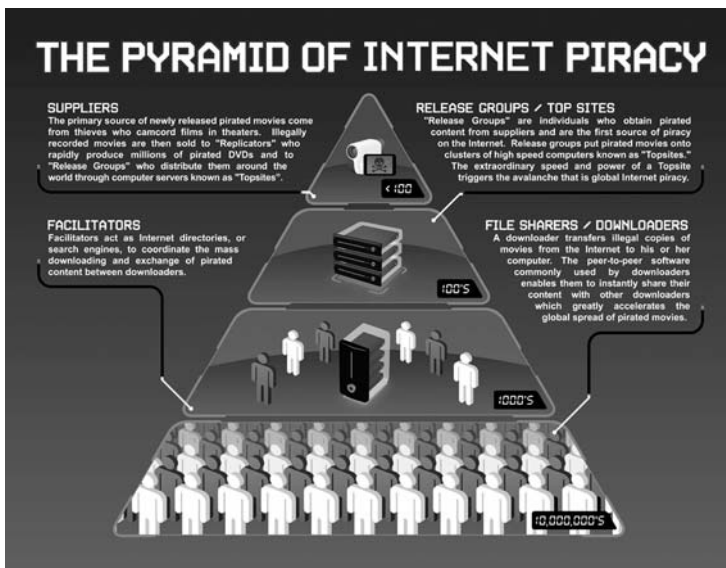 THE PYRAMID OF INTERNET PIRACY
SUPPLIERS
The primary source of newly released pirated movies come
from thieves who camcord films in theaters. Illegally
recorded movies are then sold to "Replicators" who
rapidly produce millions of pirated DVDs and to
"Release Groups" who distribute them around the
world through computer servers known as "Topsites".
RELEASE GROUPS / TOP SITES
"Release Groups" are individuals who obtain pirated
content from suppliers and are the first source of piracy
on the Internet. Release groups put pirated movies onto
clusters of high speed computers known as "Topsites."
The extraordinary speed and power of a Topsite
triggers the avalanche that is global Internet piracy.
<100
FACILITATORS
Facilitators act as Internet directories, or
search engines, to coordinate the mass
downloading and exchange of pirated
content between downloaders.
FILE SHARERS / DOWNLOADERS
A downloader transfers illegal copies of
movies from the Internet to his or her
computer. The peer-to-peer software
commonly used by downloaders
enables them to instantly share their
content with other downloaders
which greatly accelerates the
global spread of pirated movies.
100'S
1000'S
10,000,000'S